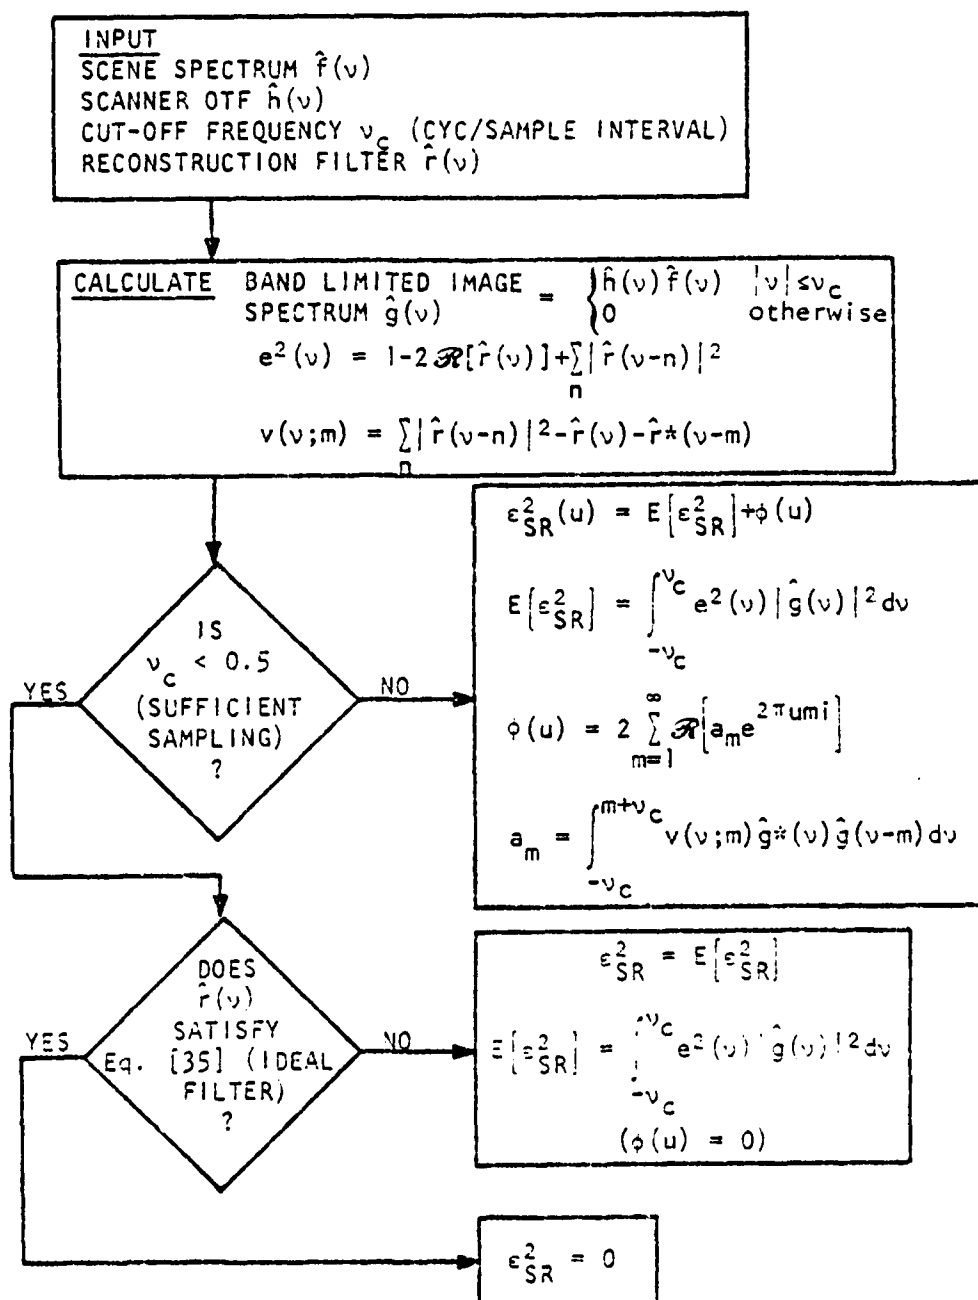 INPUT
SCENE SPECTRUM f̂(ν)
SCANNER OTF ĥ(ν)
CUT-OFF FREQUENCY ν_c (CYC/SAMPLE INTERVAL)
RECONSTRUCTION FILTER r̂(ν)
CALCULATE BAND LIMITED IMAGE SPECTRUM ĝ(ν) = { ĥ(ν)f̂(ν) |ν|≤ν_c
0 otherwise
e²(ν) = 1-2ℛ[r̂(ν)]+∑_n|r̂(ν-n)|²
v(ν;m) = ∑_n|r̂(ν-n)|²-r̂(ν)-r̂*(ν-m)
IS
ν_c < 0.5
(SUFFICIENT
SAMPLING)
?
YES
NO
ε²_SR(u) = E[ε²_SR]+φ(u)
E[ε²_SR] = ∫_{-ν_c}^{ν_c} e²(ν)|ĝ(ν)|²dν
φ(u) = 2 ∑_{m=1}^{∞} ℛ[a_m e^{2πumi}]
a_m = ∫_{-ν_c}^{m+ν_c} v(ν;m)ĝ*(ν)ĝ(ν-m)dν
DOES
r̂(ν)
SATISFY
Eq. [35] (IDEAL
FILTER)
?
YES
NO
ε²_SR = E[ε²_SR]
E[ε²_SR] = ∫_{-ν_c}^{ν_c} e²(ν)|ĝ(ν)|²dν
(φ(u) = 0)
ε²_SR = 0